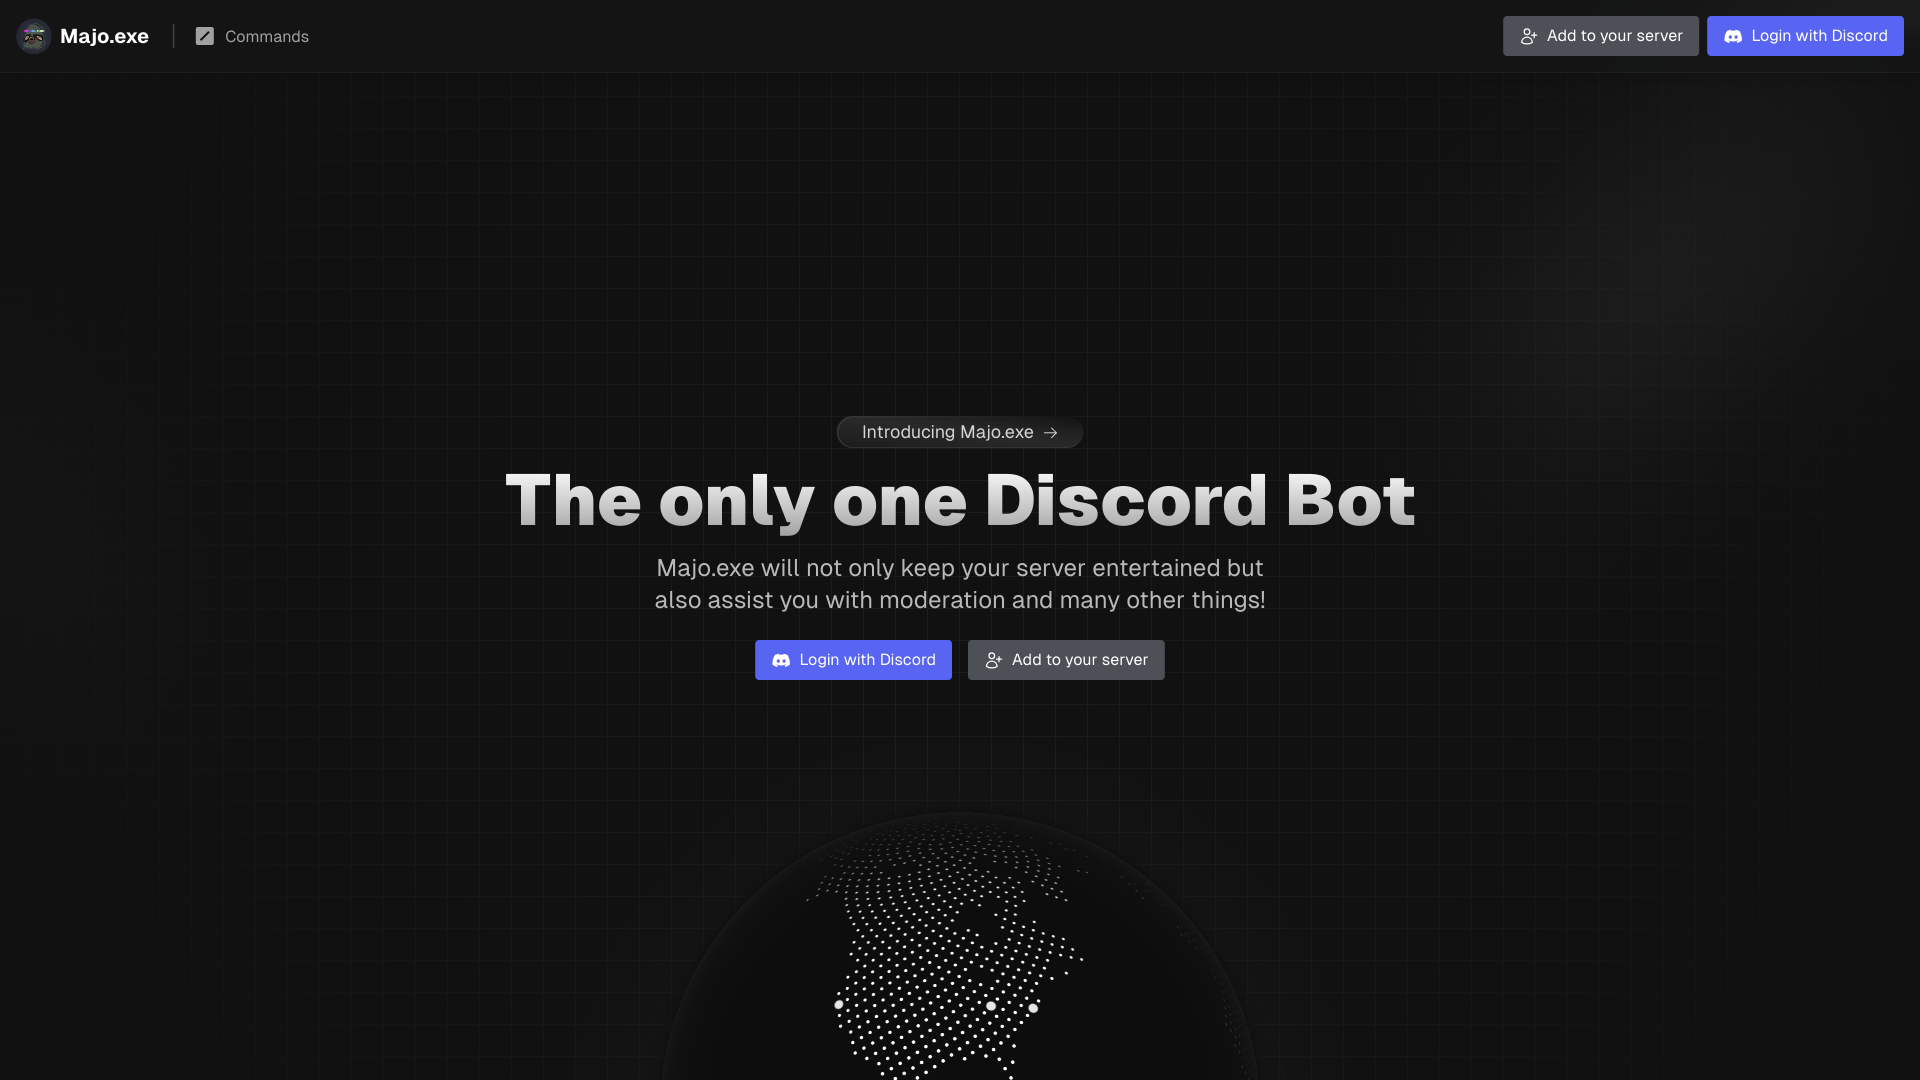 Majo.exe
Commands
Add to your server
Login with Discord
Introducing Majo.exe →
The only one Discord Bot
Majo.exe will not only keep your server entertained but
also assist you with moderation and many other things!
Login with Discord
Add to your server